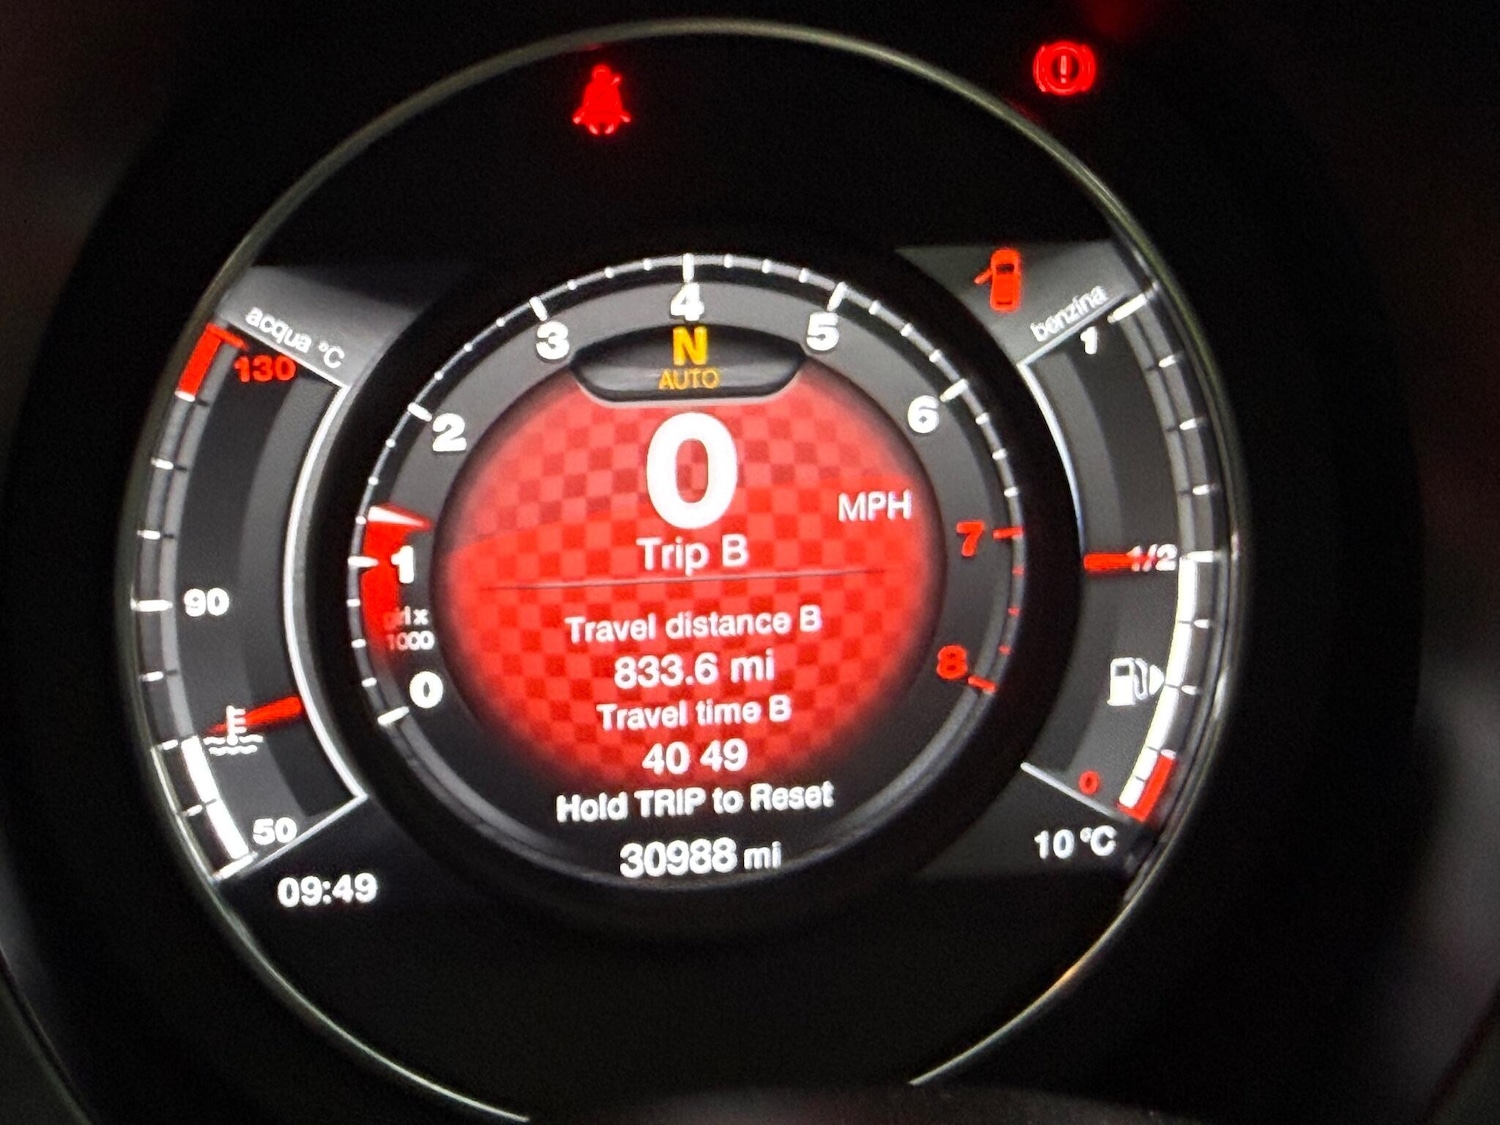 acqua °C
130
90
50
09:49
4
3
5
2
6
1
7
x
1000
0
8
N
AUTO
0
MPH
Trip B
Travel distance B
833.6 mi
Travel time B
40 49
Hold TRIP to Reset
30988 mi
benzina
1
1/2
0
10 °C